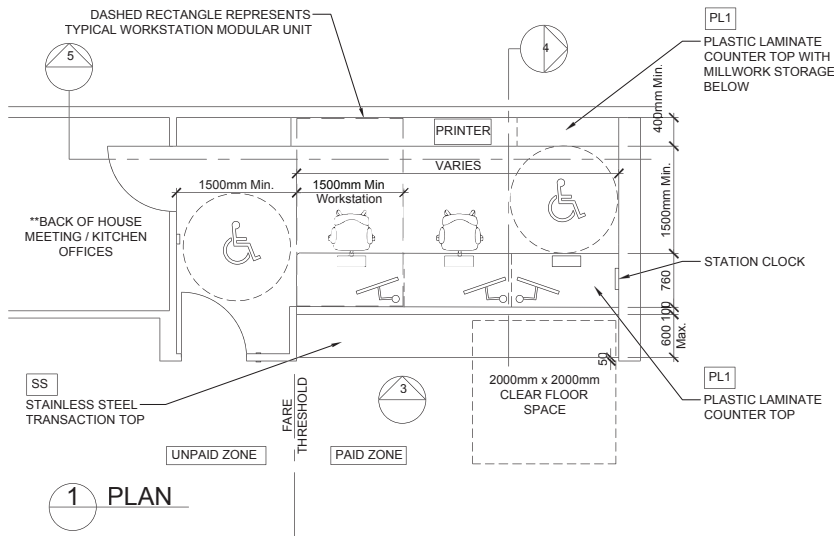 DASHED RECTANGLE REPRESENTS
TYPICAL WORKSTATION MODULAR UNIT
5
4
PL1
PLASTIC LAMINATE
COUNTER TOP WITH
MILLWORK STORAGE
BELOW
400mm Min.
PRINTER
VARIES
1500mm Min.
1500mm Min
Workstation
1500mm Min.
**BACK OF HOUSE
MEETING / KITCHEN
OFFICES
STATION CLOCK
760
100
600
Max.
50
SS
STAINLESS STEEL
TRANSACTION TOP
3
2000mm x 2000mm
CLEAR FLOOR
SPACE
PL1
PLASTIC LAMINATE
COUNTER TOP
FARE
THRESHOLD
UNPAID ZONE
PAID ZONE
1 PLAN